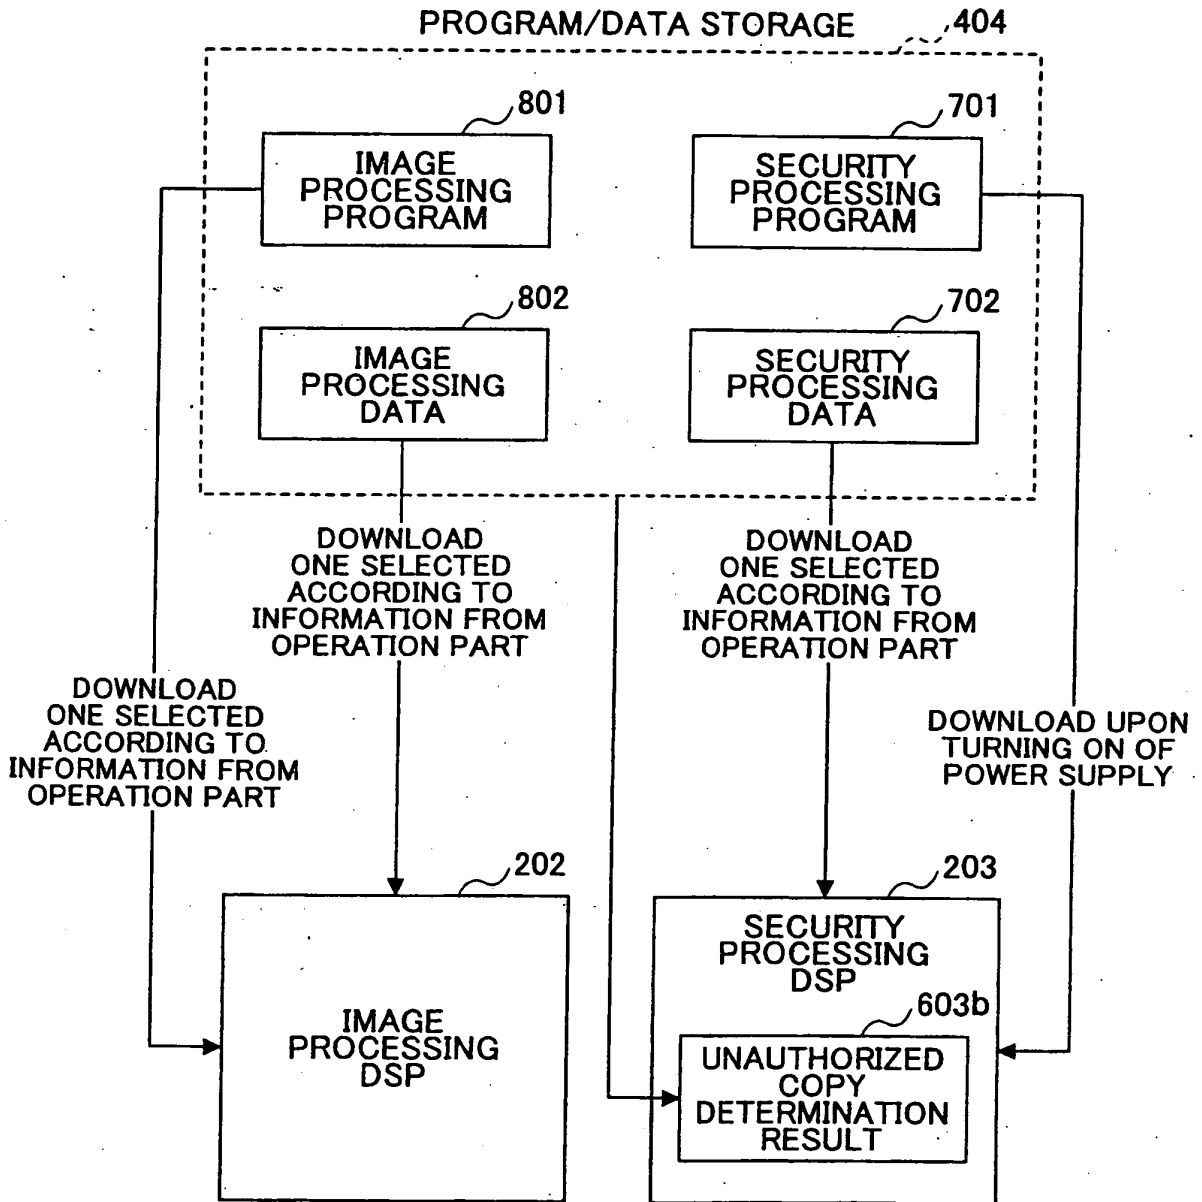 PROGRAM/DATA STORAGE
404
801
IMAGE
PROCESSING
PROGRAM
701
SECURITY
PROCESSING
PROGRAM
802
IMAGE
PROCESSING
DATA
702
SECURITY
PROCESSING
DATA
DOWNLOAD
ONE SELECTED
ACCORDING TO
INFORMATION FROM
OPERATION PART
DOWNLOAD
ONE SELECTED
ACCORDING TO
INFORMATION FROM
OPERATION PART
DOWNLOAD
ONE SELECTED
ACCORDING TO
INFORMATION FROM
OPERATION PART
DOWNLOAD UPON
TURNING ON OF
POWER SUPPLY
202
IMAGE
PROCESSING
DSP
203
SECURITY
PROCESSING
DSP
603b
UNAUTHORIZED
COPY
DETERMINATION
RESULT